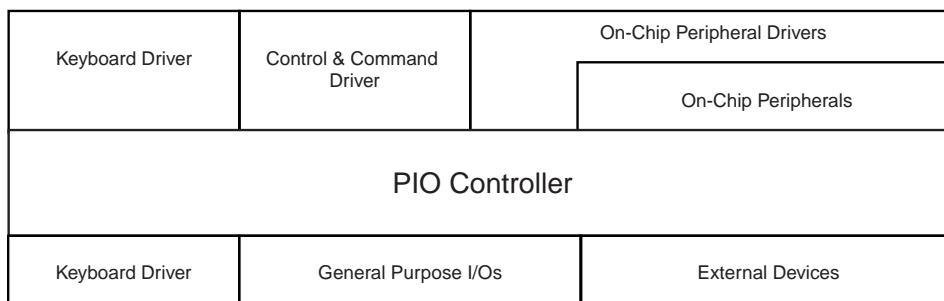 On-Chip Peripheral Drivers
Keyboard Driver
Control & Command
Driver
On-Chip Peripherals
PIO Controller
Keyboard Driver
General Purpose I/Os
External Devices